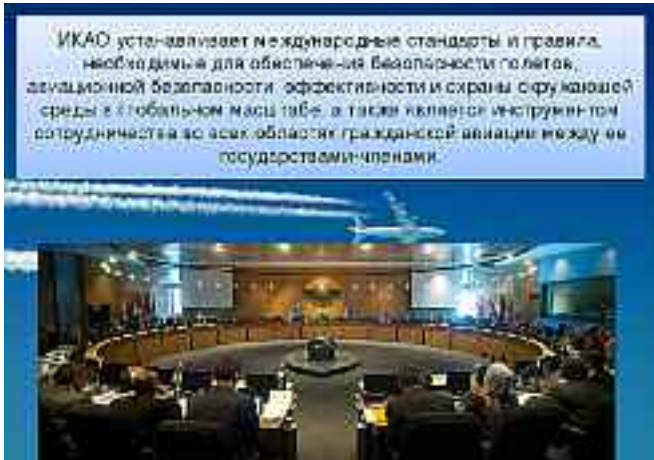 ИКАО устанавливает международные стандарты и правила,
необходимые для обеспечения безопасности полетов,
авиационной безопасности, эффективности и охраны окружающей
среды в глобальном масштабе, а также является инструментом
сотрудничества во всех областях гражданской авиации между ее
государствами-членами.